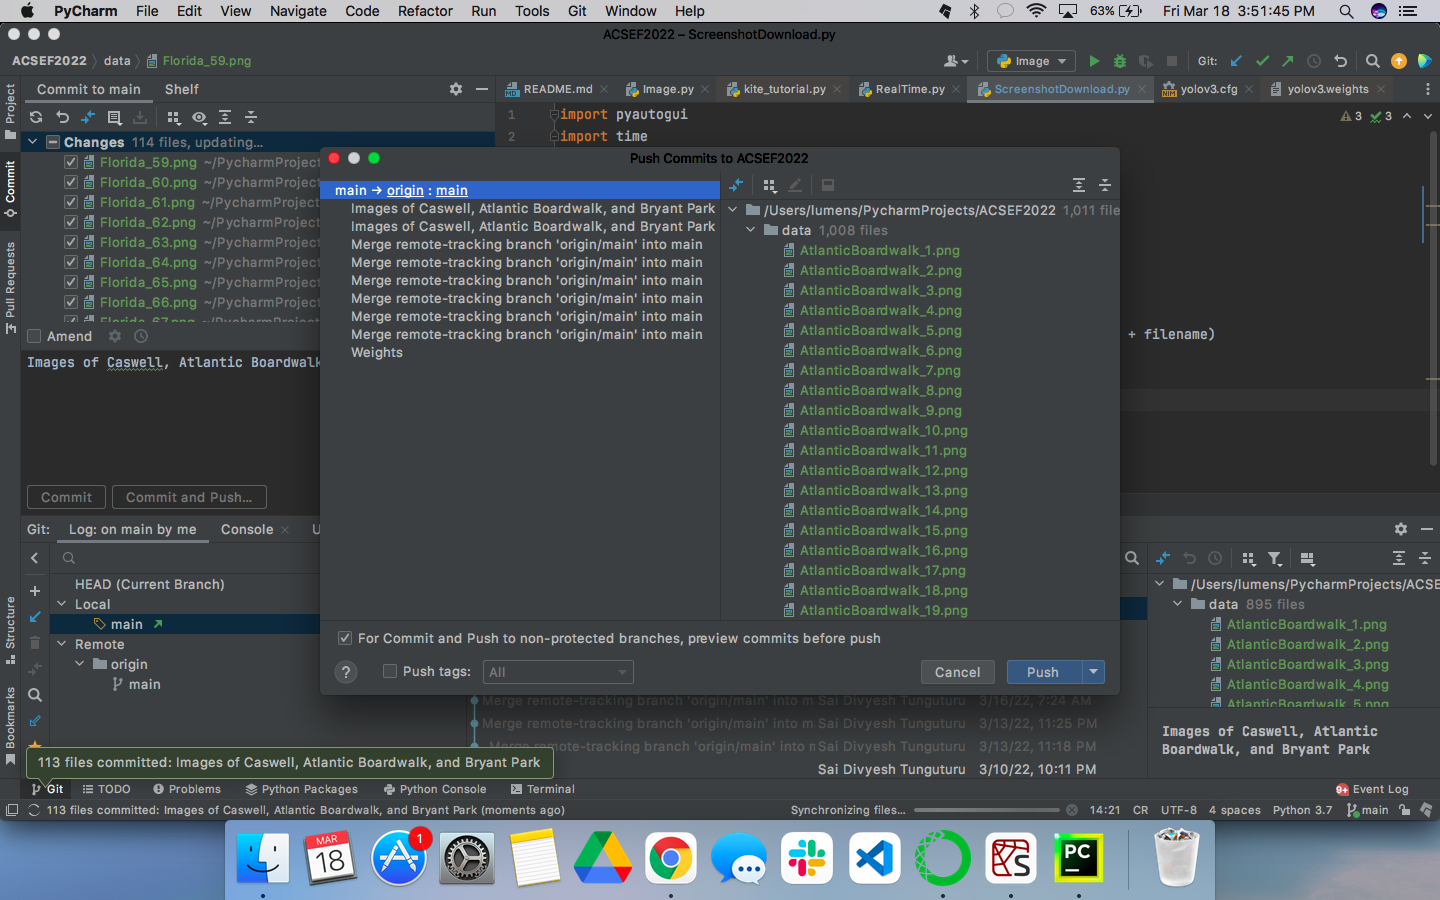 PyCharm File Edit View Navigate Code Refactor Run Tools Git Window Help 63% Fri Mar 18 3:51:45 PM
ACSEF2022 – ScreenshotDownload.py
ACSEF2022 data Florida_59.png Image Git:
Commit to main Shelf
README.md Image.py kite_tutorial.py RealTime.py ScreenshotDownload.py yolov3.cfg yolov3.weights
Project
Commit
Pull Requests
Structure
Bookmarks
1 import pyautogui
2 import time
3 3
Changes 114 files, updating...
Florida_59.png ~/PycharmProject
Florida_60.png ~/PycharmProject
Florida_61.png ~/PycharmProject
Florida_62.png ~/PycharmProject
Florida_63.png ~/PycharmProject
Florida_64.png ~/PycharmProject
Florida_65.png ~/PycharmProject
Florida_66.png ~/PycharmProject
Florida_67.png ~/PycharmProject
Amend
Images of Caswell, Atlantic Boardwalk
+ filename)
Commit Commit and Push...
Push Commits to ACSEF2022
main → origin : main
Images of Caswell, Atlantic Boardwalk, and Bryant Park
Images of Caswell, Atlantic Boardwalk, and Bryant Park
Merge remote-tracking branch 'origin/main' into main
Merge remote-tracking branch 'origin/main' into main
Merge remote-tracking branch 'origin/main' into main
Merge remote-tracking branch 'origin/main' into main
Merge remote-tracking branch 'origin/main' into main
Merge remote-tracking branch 'origin/main' into main
Weights
/Users/lumens/PycharmProjects/ACSEF2022 1,011 file
data 1,008 files
AtlanticBoardwalk_1.png
AtlanticBoardwalk_2.png
AtlanticBoardwalk_3.png
AtlanticBoardwalk_4.png
AtlanticBoardwalk_5.png
AtlanticBoardwalk_6.png
AtlanticBoardwalk_7.png
AtlanticBoardwalk_8.png
AtlanticBoardwalk_9.png
AtlanticBoardwalk_10.png
AtlanticBoardwalk_11.png
AtlanticBoardwalk_12.png
AtlanticBoardwalk_13.png
AtlanticBoardwalk_14.png
AtlanticBoardwalk_15.png
AtlanticBoardwalk_16.png
AtlanticBoardwalk_17.png
AtlanticBoardwalk_18.png
AtlanticBoardwalk_19.png
For Commit and Push to non-protected branches, preview commits before push
? Push tags: All Cancel Push
Git: Log: on main by me Console U
HEAD (Current Branch)
Local
main
Remote
origin
main
Merge remote-tracking branch 'origin/main' into m Sai Divyesh Tunguturu 3/16/22, 7:24 AM
Merge remote-tracking branch 'origin/main' into m Sai Divyesh Tunguturu 3/13/22, 11:25 PM
Merge remote-tracking branch 'origin/main' into n Sai Divyesh Tunguturu 3/13/22, 11:18 PM
Sai Divyesh Tunguturu 3/10/22, 10:11 PM
/Users/lumens/PycharmProjects/ACSE
data 895 files
AtlanticBoardwalk_1.png
AtlanticBoardwalk_2.png
AtlanticBoardwalk_3.png
AtlanticBoardwalk_4.png
AtlanticBoardwalk_5.png
Images of Caswell, Atlantic
Boardwalk, and Bryant Park
113 files committed: Images of Caswell, Atlantic Boardwalk, and Bryant Park
Git TODO Problems Python Packages Python Console Terminal 9+ Event Log
113 files committed: Images of Caswell, Atlantic Boardwalk, and Bryant Park (moments ago) Synchronizing files... 14:21 CR UTF-8 4 spaces Python 3.7 main
MAR
18
1
PC